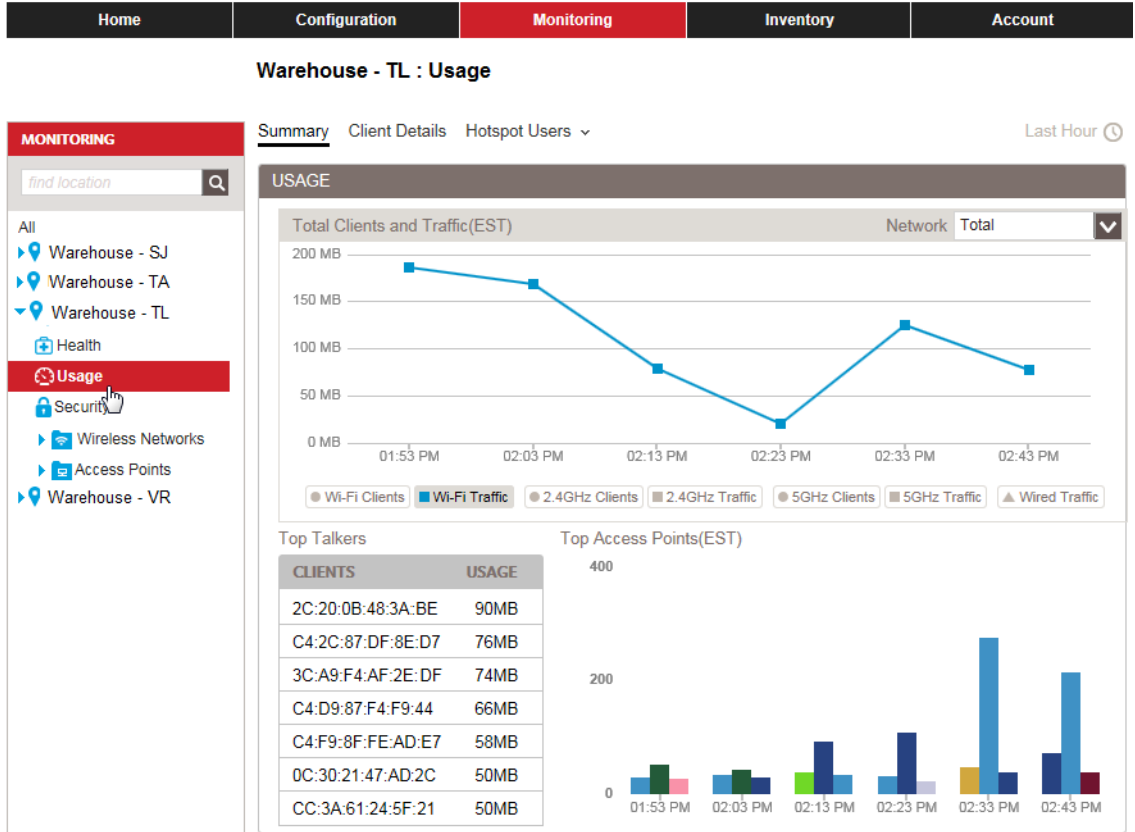 Home Configuration Monitoring Inventory Account
Warehouse - TL : Usage
MONITORING
find location
All
Warehouse - SJ
Warehouse - TA
Warehouse - TL
Health
Usage
Security
Wireless Networks
Access Points
Warehouse - VR
Summary Client Details Hotspot Users Last Hour
USAGE
Total Clients and Traffic(EST) Network Total
200 MB
150 MB
100 MB
50 MB
0 MB
01:53 PM 02:03 PM 02:13 PM 02:23 PM 02:33 PM 02:43 PM
Wi-Fi Clients Wi-Fi Traffic 2.4GHz Clients 2.4GHz Traffic 5GHz Clients 5GHz Traffic Wired Traffic
Top Talkers
CLIENTS USAGE
2C:20:0B:48:3A:BE 90MB
C4:2C:87:DF:8E:D7 76MB
3C:A9:F4:AF:2E:DF 74MB
C4:D9:87:F4:F9:44 66MB
C4:F9:8F:FE:AD:E7 58MB
0C:30:21:47:AD:2C 50MB
CC:3A:61:24:5F:21 50MB
Top Access Points(EST)
400
200
0
01:53 PM 02:03 PM 02:13 PM 02:23 PM 02:33 PM 02:43 PM